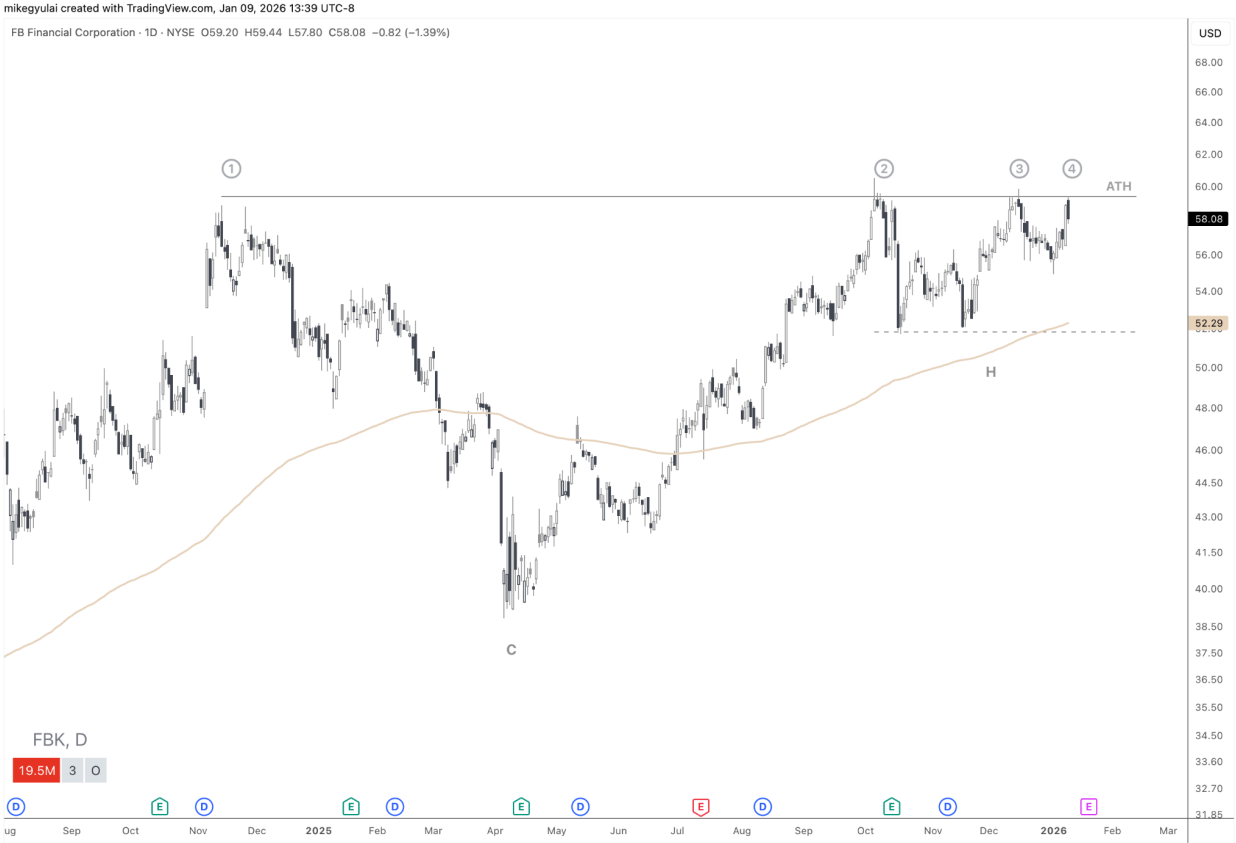 mikegyulai created with TradingView.com, Jan 09, 2026 13:39 UTC-8
FB Financial Corporation · 1D · NYSE O59.20 H59.44 L57.80 C58.08 −0.82 (−1.39%)
USD
68.00
66.00
64.00
62.00
1
2
3
4
ATH
60.00
58.08
56.00
54.00
52.29
50.00
H
48.00
46.00
44.50
43.00
41.50
40.00
38.50
C
37.50
36.50
35.50
34.50
33.60
32.70
31.85
FBK, D
19.5M 3 O
D E D E D E D E D E D E
ug Sep Oct Nov Dec 2025 Feb Mar Apr May Jun Jul Aug Sep Oct Nov Dec 2026 Feb Mar